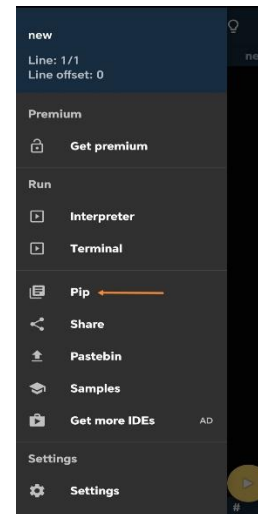 new
Line: 1/1
Line offset: 0
ne
Premium
Get premium
Run
Interpreter
Terminal
Pip
Share
Pastebin
Samples
Get more IDEs AD
Settings
Settings
#